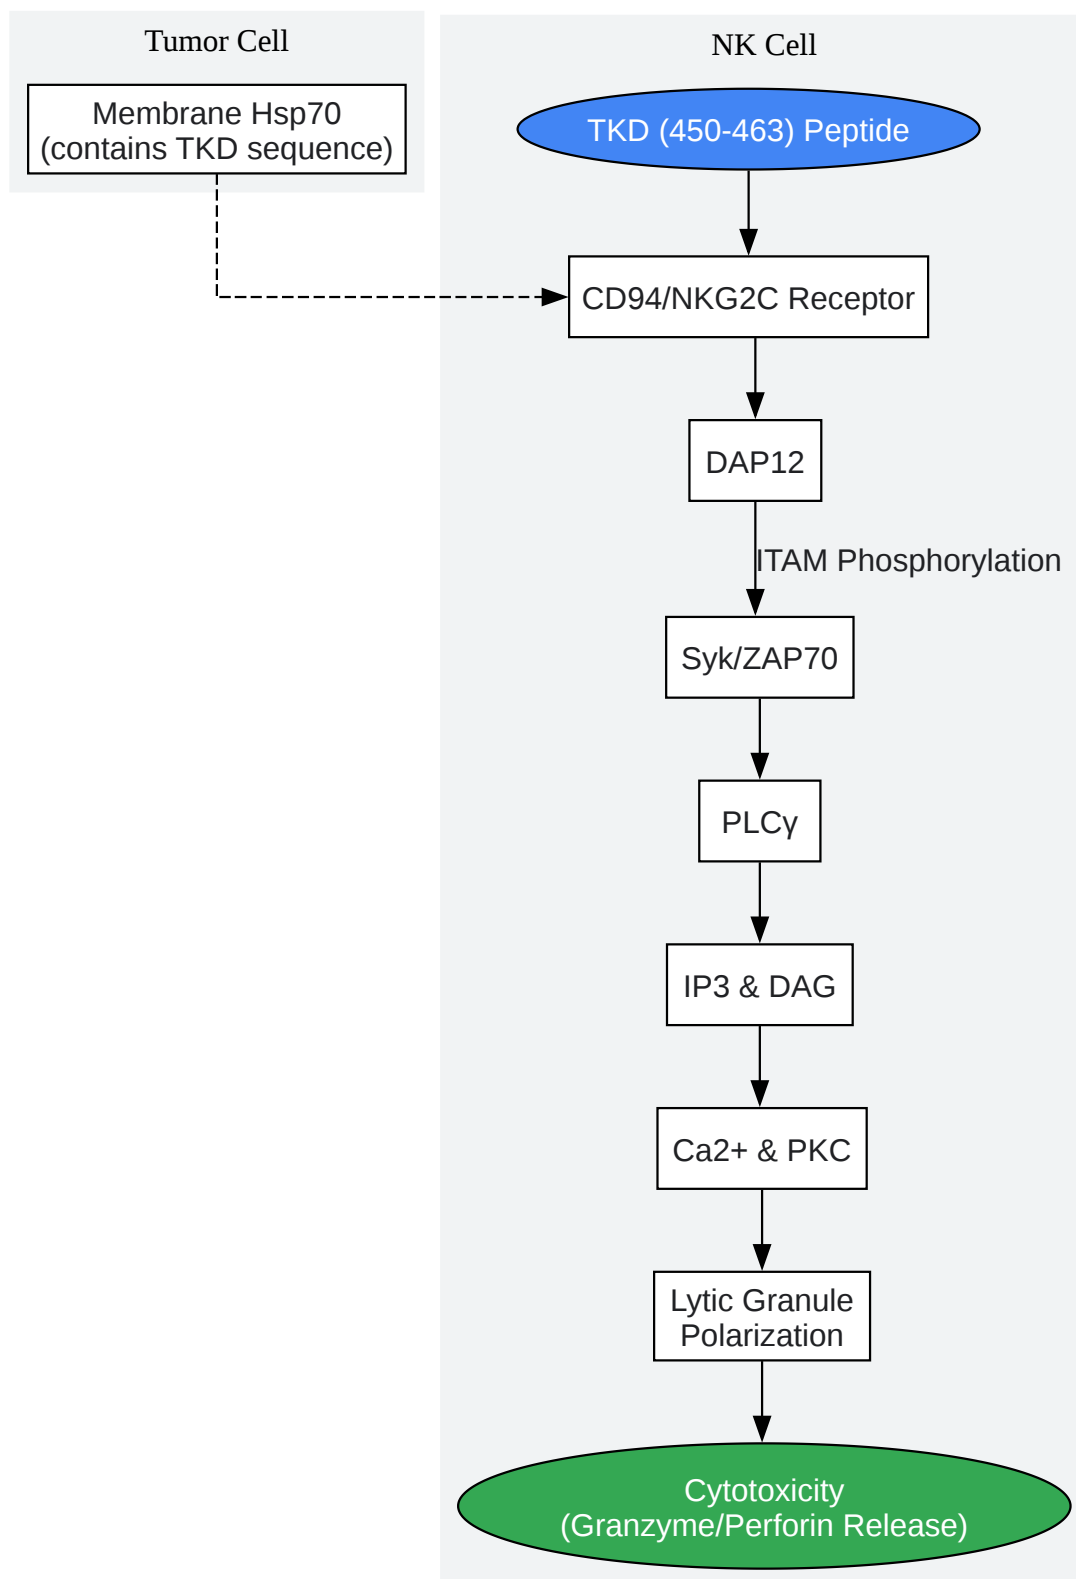 Tumor Cell
Membrane Hsp70
(contains TKD sequence)
NK Cell
TKD (450-463) Peptide
CD94/NKG2C Receptor
DAP12
ITAM Phosphorylation
Syk/ZAP70
PLCγ
IP3 & DAG
Ca2+ & PKC
Lytic Granule
Polarization
Cytotoxicity
(Granzyme/Perforin Release)